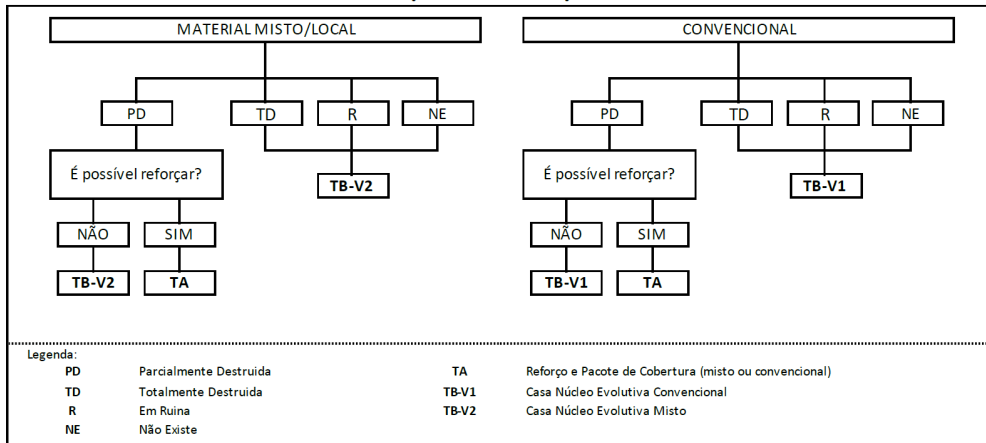 MATERIAL MISTO/LOCAL
CONVENCIONAL
PD
TD
R
NE
PD
TD
R
NE
É possível reforçar?
TB-V2
É possível reforçar?
TB-V1
NÃO
SIM
NÃO
SIM
TB-V2
TA
TB-V1
TA
Legenda:
PD Parcialmente Destruida
TA Reforço e Pacote de Cobertura (misto ou convencional)
TD Totalmente Destruida
TB-V1 Casa Núcleo Evolutiva Convencional
R Em Ruina
TB-V2 Casa Núcleo Evolutiva Misto
NE Não Existe